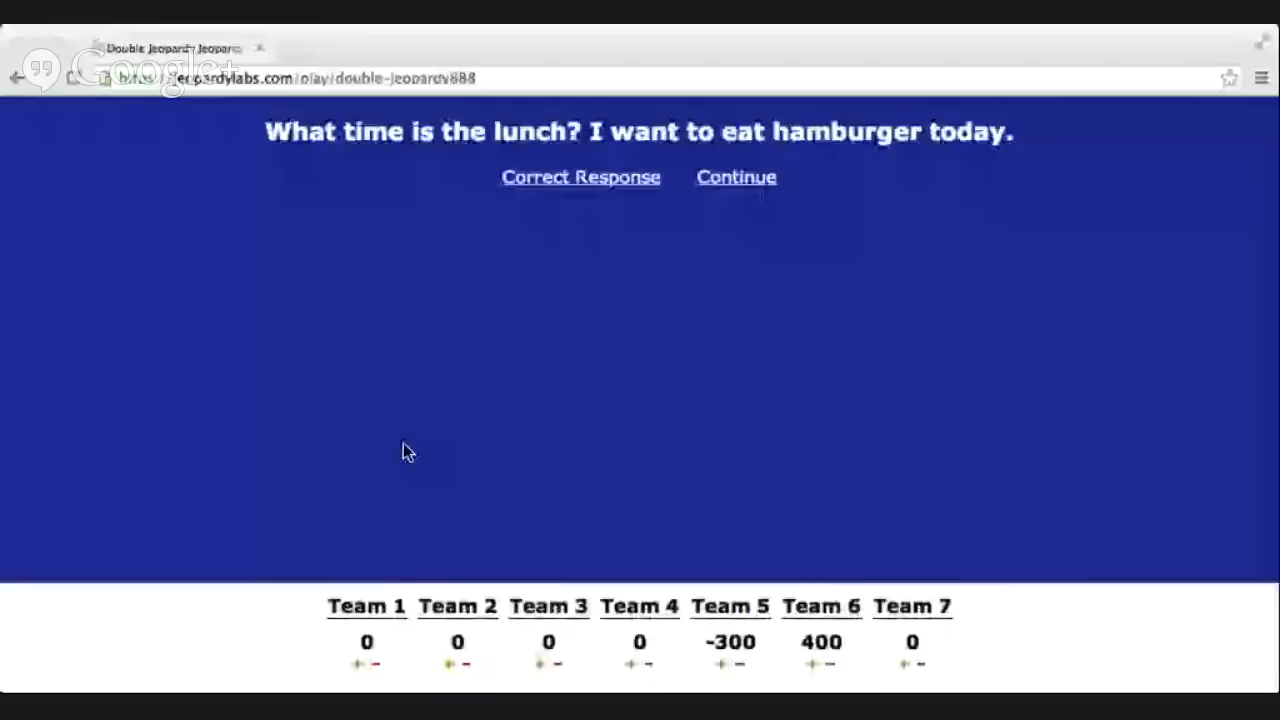 Google+
Double Jeopardy Jeopardy
jeopardylabs.com/play/double-jeopardy888
What time is the lunch? I want to eat hamburger today.
Correct Response Continue
Team 1 Team 2 Team 3 Team 4 Team 5 Team 6 Team 7
0 0 0 0 -300 400 0
+ - + - + - + - + - + - + -